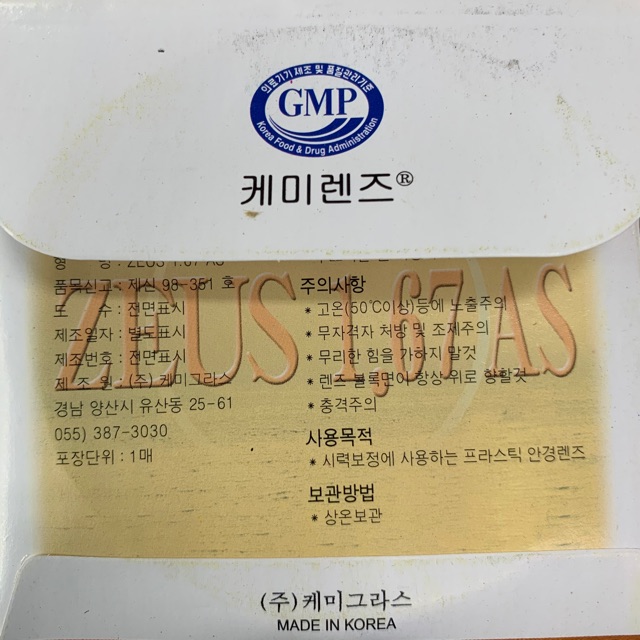 의료기기 제조 및 품질관리기준
GMP
Korea Food & Drug Administration
케미렌즈®
ZEUS 1.67 AS
품목신고 : 제신 98-351 호
도 수 : 전면표시
제조일자 : 별도표시
제조번호 : 전면표시
제 조 원 : (주) 케미그라스
경남 양산시 유산동 25-61
055) 387-3030
포장단위 : 1매
주의사항
* 고온(50℃이상)등에 노출주의
* 무자격자 처방 및 조제주의
* 무리한 힘을 가하지 말것
* 렌즈 볼록면이 항상 위로 향할것
* 충격주의
사용목적
* 시력보정에 사용하는 프라스틱 안경렌즈
보관방법
* 상온보관
ZEUS 1,67 AS
(주)케미그라스
MADE IN KOREA